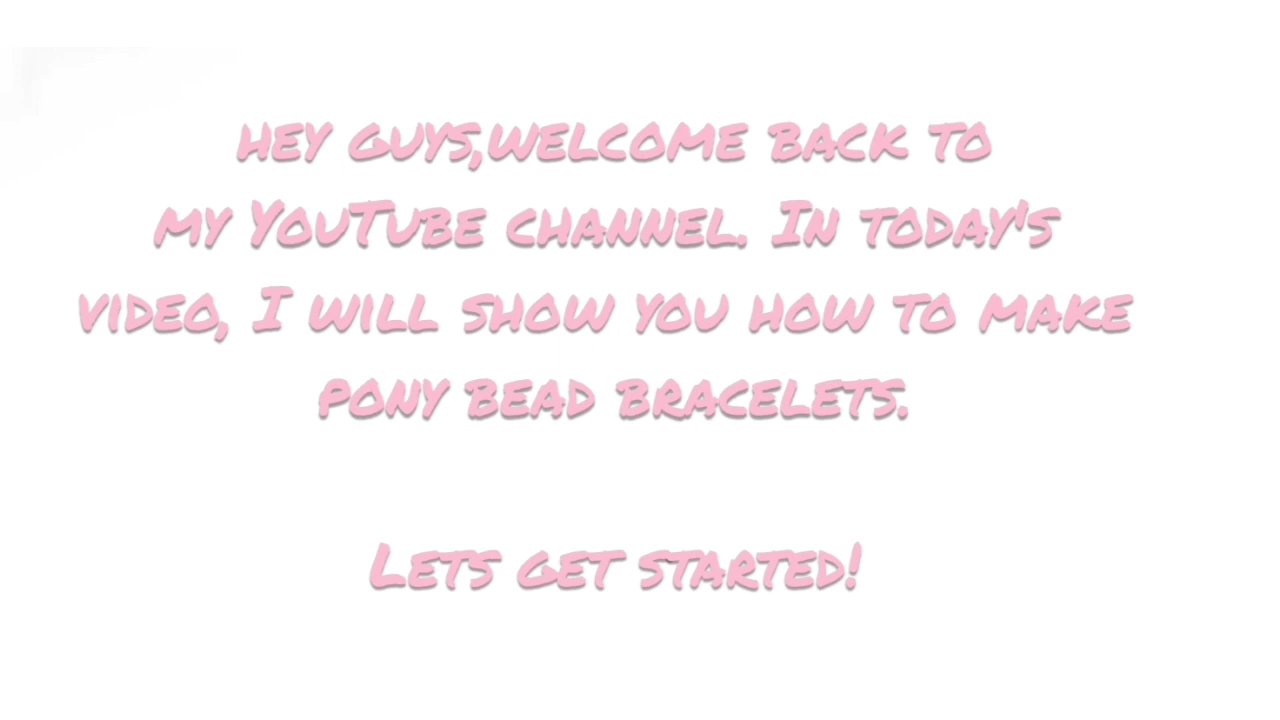 hey guys,welcome back to
my YouTube channel. In today's
video, I will show you how to make
pony bead bracelets.
Lets get started!